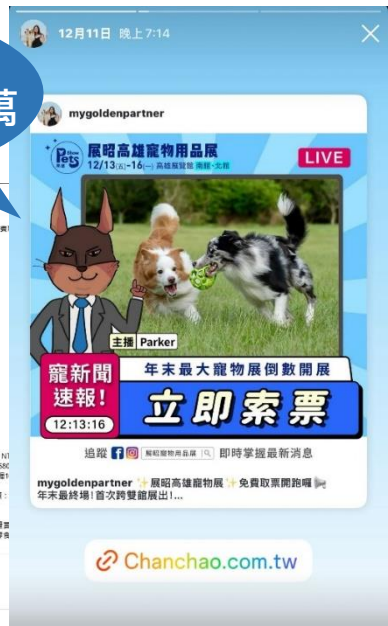 12月11日 晚上7:14
萬
mygoldenpartner
Pets
展昭高雄寵物用品展
12/13(五)-16(一) 高雄展覽館 南館·北館
LIVE
主播 Parker
寵新聞
速報!
12:13:16
年末最大寵物展倒數開展
立即索票
追蹤 展昭寵物用品展 即時掌握最新消息
mygoldenpartner ✨展昭高雄寵物展✨免費取票開跑囉
年末最終場!首次跨雙館展出!...
Chanchao.com.tw